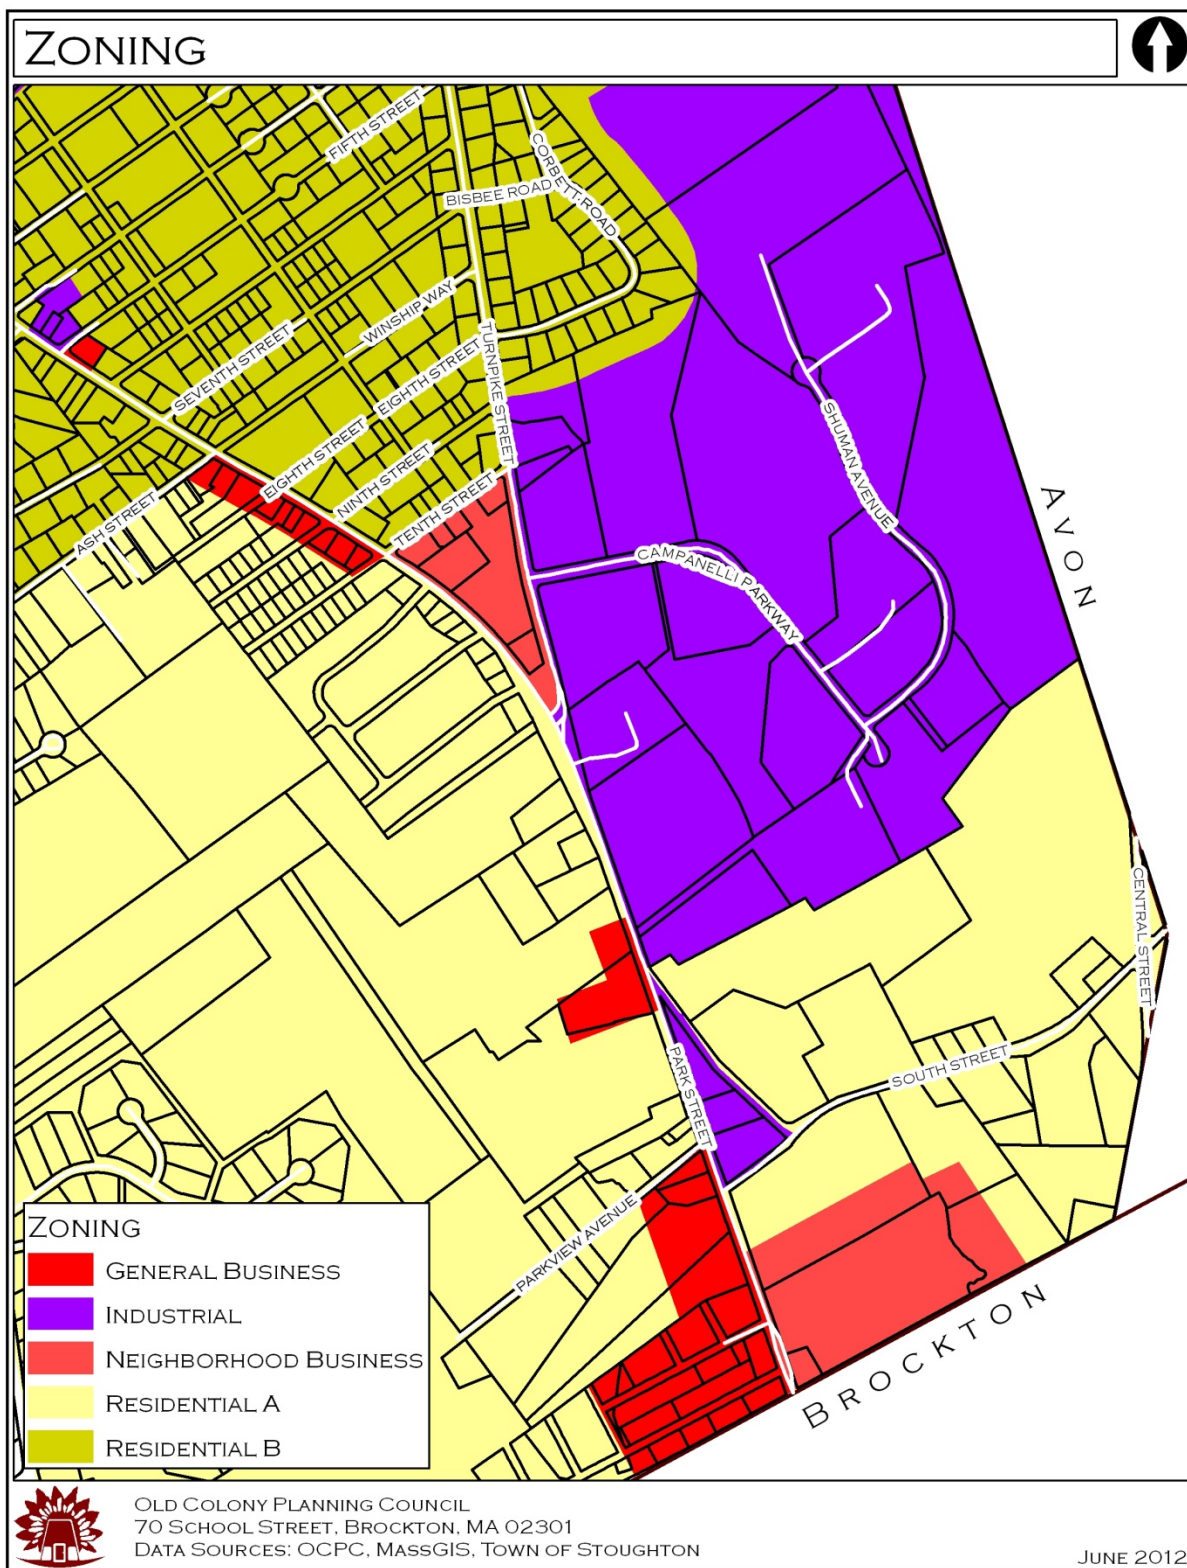 ZONING
FIFTH STREET
CORBETT ROAD
BISBEE ROAD
WINSHIP WAY
TURNPIKE STREET
SEVENTH STREET
EIGHTH STREET
EIGHTH STREET
NINTH STREET
TENTH STREET
ASH STREET
SHUMAN AVENUE
CAMPANELLI PARKWAY
AVON
CENTRAL STREET
SOUTH STREET
PARK STREET
PARKVIEW AVENUE
BROCKTON
ZONING
GENERAL BUSINESS
INDUSTRIAL
NEIGHBORHOOD BUSINESS
RESIDENTIAL A
RESIDENTIAL B
OLD COLONY PLANNING COUNCIL
70 SCHOOL STREET, BROCKTON, MA 02301
DATA SOURCES: OCPC, MASSGIS, TOWN OF STOUGHTON
JUNE 2012